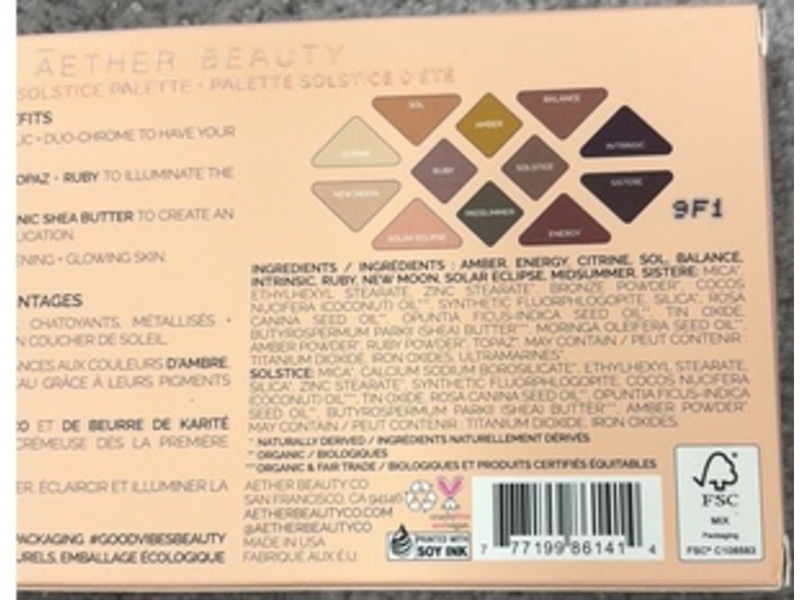 ÆTHER BEAUTY
SOLSTICE PALETTE • PALETTE SOLSTICE D'ÉTÉ
FITS
IC • DUO-CHROME TO HAVE YOUR
OPAZ + RUBY TO ILLUMINATE THE
NIC SHEA BUTTER TO CREATE AN
LICATION.
ENING + GLOWING SKIN
NTAGES
, CHATOYANTS, MÉTALLISÉS +
N COUCHER DE SOLEIL.
NCES AUX COULEURS D'AMBRE,
AU GRÂCE À LEURS PIGMENTS
O ET DE BEURRE DE KARITÉ
CRÉMEUSE DÈS LA PREMIÈRE
ER, ÉCLAIRCIR ET ILLUMINER LA
PACKAGING #GOODVIBESBEAUTY
URELS, EMBALLAGE ÉCOLOGIQUE
SOL
BALANCE
AMBER
CITRINE
INTRINSIC
RUBY
SOLSTICE
NEW MOON
MIDSUMMER
SISTERE
SOLAR ECLIPSE
ENERGY
9F1
INGREDIENTS / INGRÉDIENTS : AMBER, ENERGY, CITRINE, SOL, BALANCE,
INTRINSIC, RUBY, NEW MOON, SOLAR ECLIPSE, MIDSUMMER, SISTERE: MICA*,
ETHYLHEXYL STEARATE, ZINC STEARATE*, BRONZE POWDER*, COCOS
NUCIFERA (COCONUT) OIL**, SYNTHETIC FLUORPHLOGOPITE, SILICA*, ROSA
CANINA SEED OIL**, OPUNTIA FICUS-INDICA SEED OIL**, TIN OXIDE,
BUTYROSPERMUM PARKII (SHEA) BUTTER***, MORINGA OLEIFERA SEED OIL**,
AMBER POWDER*, RUBY POWDER*, TOPAZ*, MAY CONTAIN / PEUT CONTENIR :
TITANIUM DIOXIDE, IRON OXIDES, ULTRAMARINES*
SOLSTICE: MICA*, CALCIUM SODIUM BOROSILICATE*, ETHYLHEXYL STEARATE,
SILICA*, ZINC STEARATE*, SYNTHETIC FLUORPHLOGOPITE, COCOS NUCIFERA
(COCONUT) OIL**, TIN OXIDE, ROSA CANINA SEED OIL**, OPUNTIA FICUS-INDICA
SEED OIL**, BUTYROSPERMUM PARKII (SHEA) BUTTER***, AMBER POWDER*.
MAY CONTAIN / PEUT CONTENIR : TITANIUM DIOXIDE, IRON OXIDES.
* NATURALLY DERIVED / INGRÉDIENTS NATURELLEMENT DÉRIVÉS
** ORGANIC / BIOLOGIQUES
***ORGANIC & FAIR TRADE / BIOLOGIQUES ET PRODUITS CERTIFIÉS ÉQUITABLES
AETHER BEAUTY CO
SAN FRANCISCO, CA 94146
AETHERBEAUTYCO.COM
@AETHERBEAUTYCO
MADE IN USA
FABRIQUÉ AUX É.U.
PRINTED WITH
SOY INK
7 77199 86141 4
FSC
MIX
Packaging
FSC® C108583